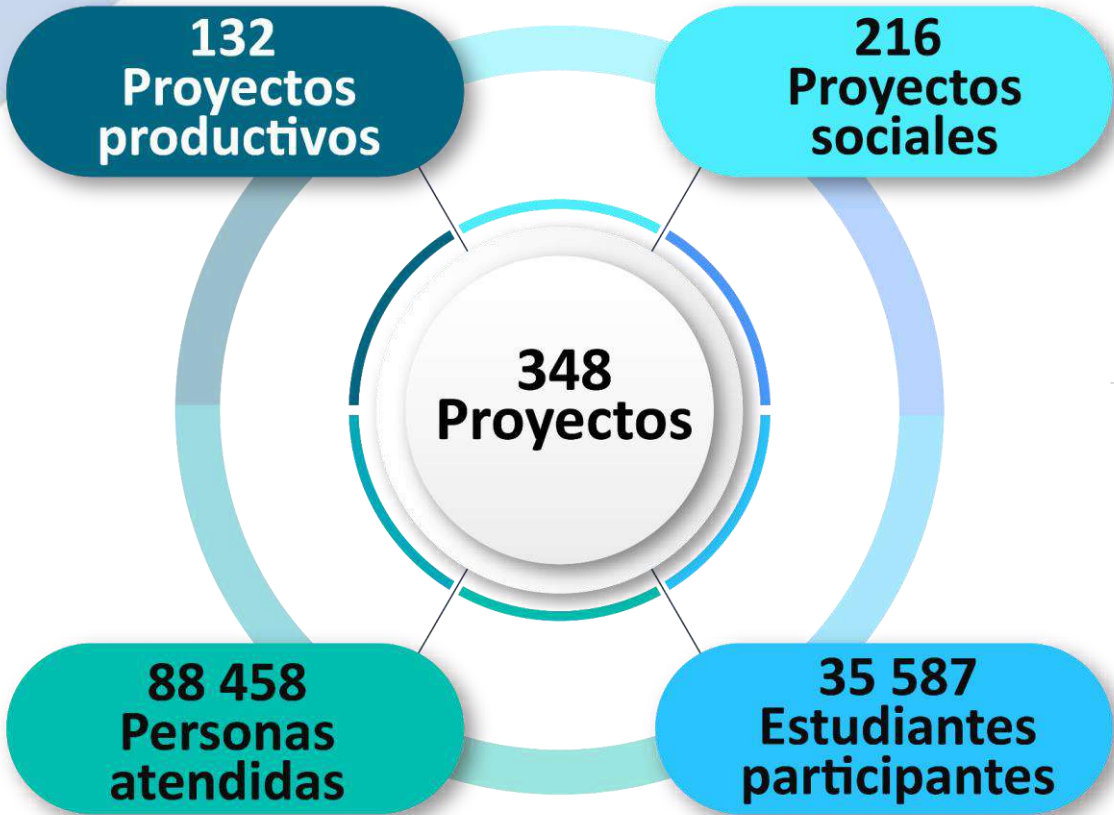 132
Proyectos
productivos
216
Proyectos
sociales
348
Proyectos
88 458
Personas
atendidas
35 587
Estudiantes
participantes